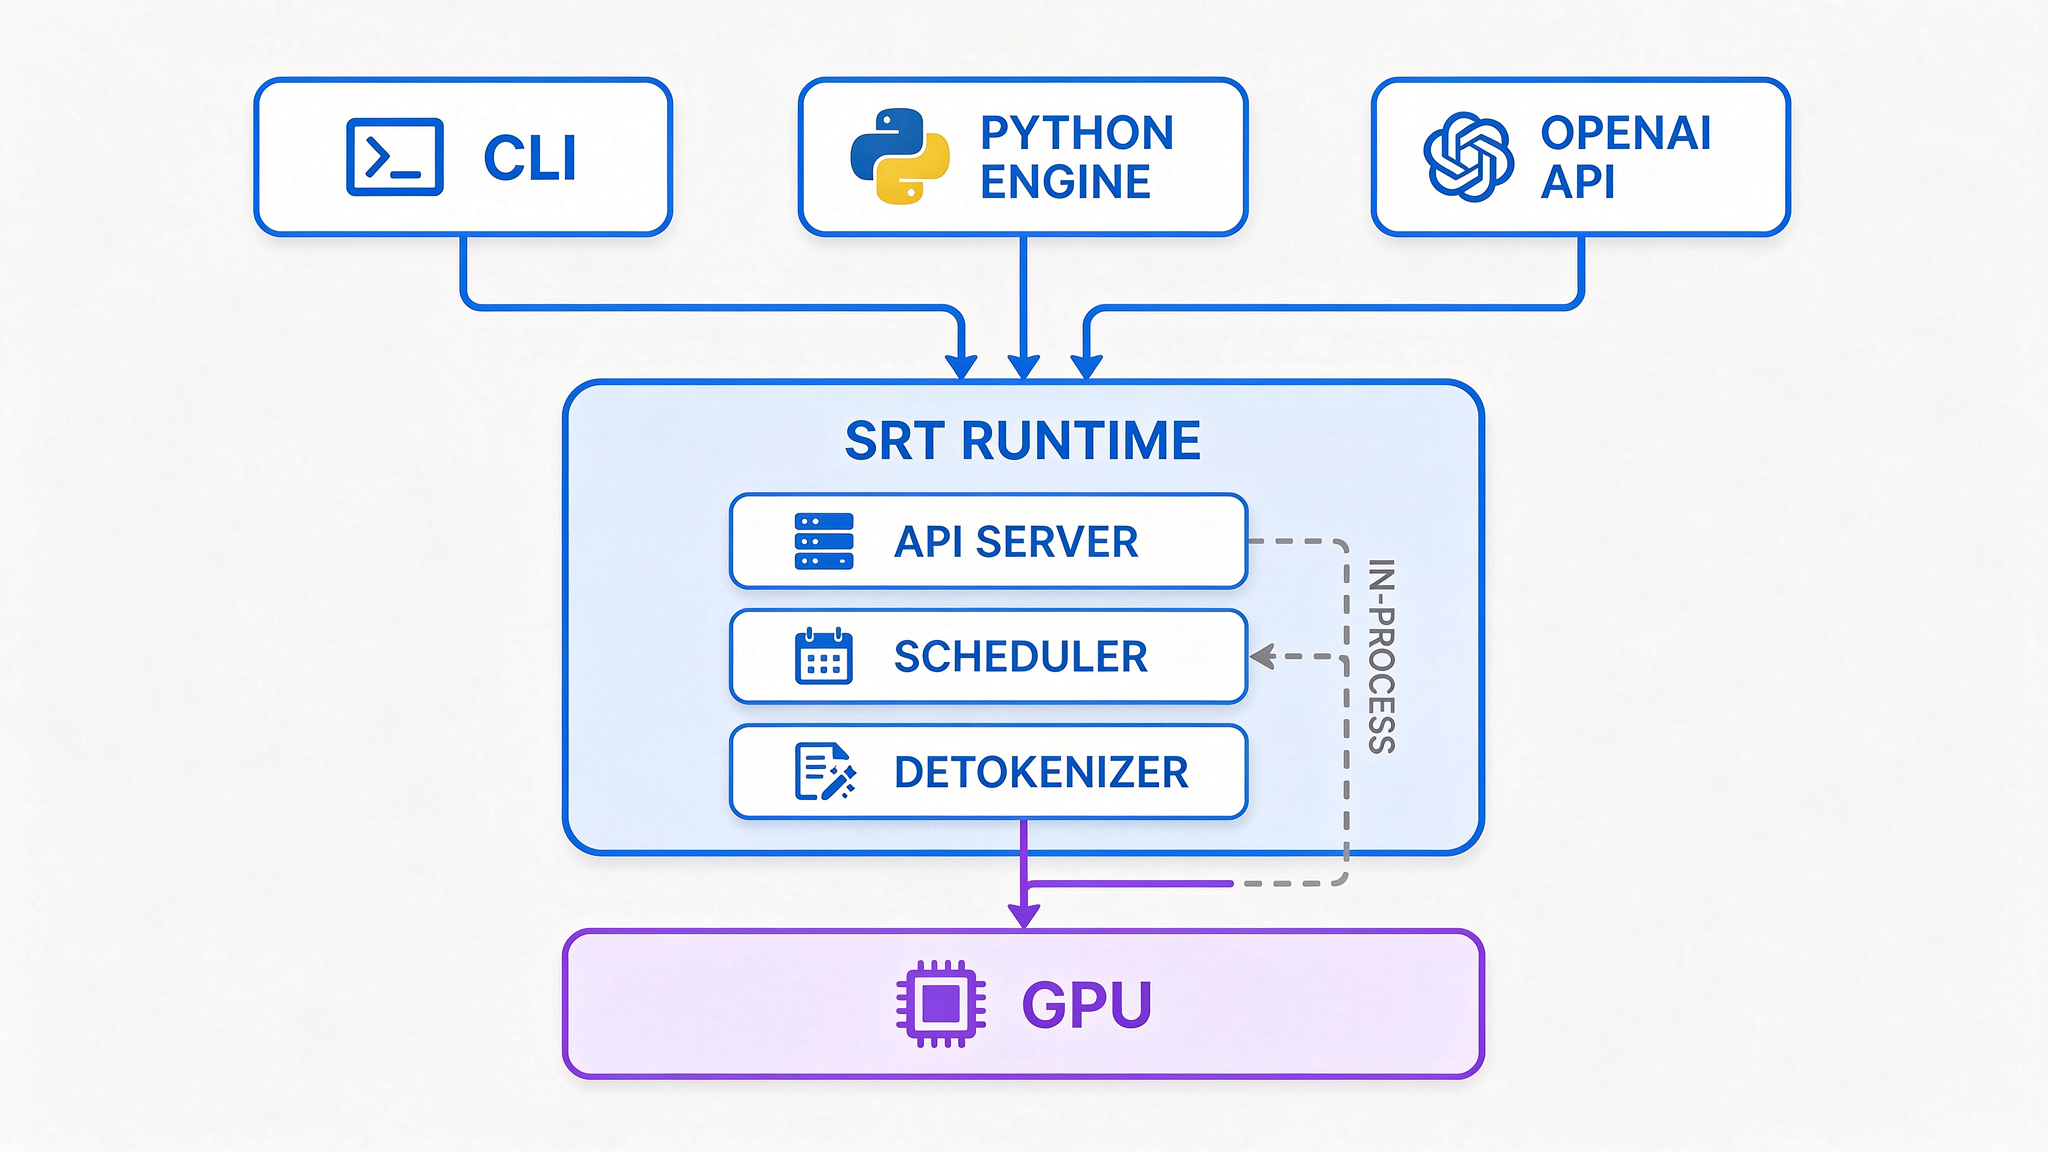 CLI
PYTHON
ENGINE
OPENAI
API
SRT RUNTIME
API SERVER
SCHEDULER
DETOKENIZER
IN-PROCESS
GPU